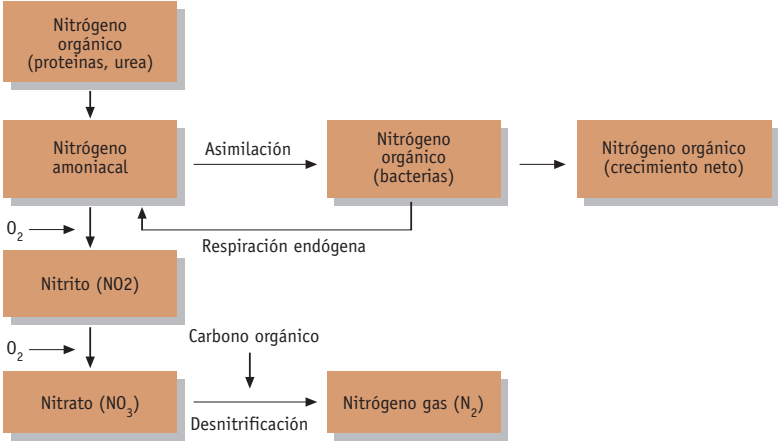 Nitrógeno
orgánico
(proteinas, urea)
Nitrógeno
amoniacal
Asimilación
Nitrógeno
orgánico
(bacterias)
Nitrógeno orgánico
(crecimiento neto)
O₂
Respiración endógena
Nitrito (NO2)
O₂
Carbono orgánico
Nitrato (NO₃)
Desnitrificación
Nitrógeno gas (N₂)